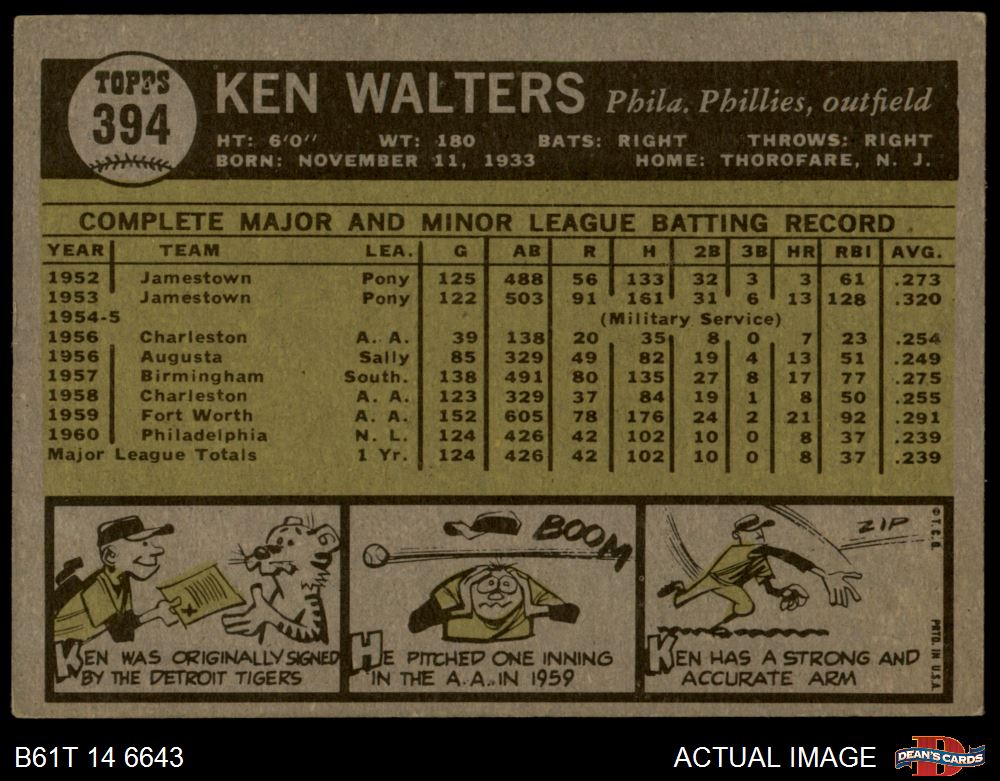 TOPPS
394
KEN WALTERS Phila. Phillies, outfield
HT: 6'0" WT: 180 BATS: RIGHT THROWS: RIGHT
BORN: NOVEMBER 11, 1933 HOME: THOROFARE, N. J.
COMPLETE MAJOR AND MINOR LEAGUE BATTING RECORD
YEAR TEAM LEA. G AB R H 2B 3B HR RBI AVG.
1952 Jamestown Pony 125 488 56 133 32 3 3 61 .273
1953 Jamestown Pony 122 503 91 161 31 6 13 128 .320
1954-5 (Military Service)
1956 Charleston A. A. 39 138 20 35 8 0 7 23 .254
1956 Augusta Sally 85 329 49 82 19 4 13 51 .249
1957 Birmingham South. 138 491 80 135 27 8 17 77 .275
1958 Charleston A. A. 123 329 37 84 19 1 8 50 .255
1959 Fort Worth A. A. 152 605 78 176 24 2 21 92 .291
1960 Philadelphia N. L. 124 426 42 102 10 0 8 37 .239
Major League Totals 1 Yr. 124 426 42 102 10 0 8 37 .239
KEN WAS ORIGINALLY SIGNED
BY THE DETROIT TIGERS
BOOM
HE PITCHED ONE INNING
IN THE A.A. IN 1959
ZIP
KEN HAS A STRONG AND
ACCURATE ARM
© T. C. G.
PRTD. IN U.S.A.
B61T 14 6643
ACTUAL IMAGE
DEAN'S CARDS